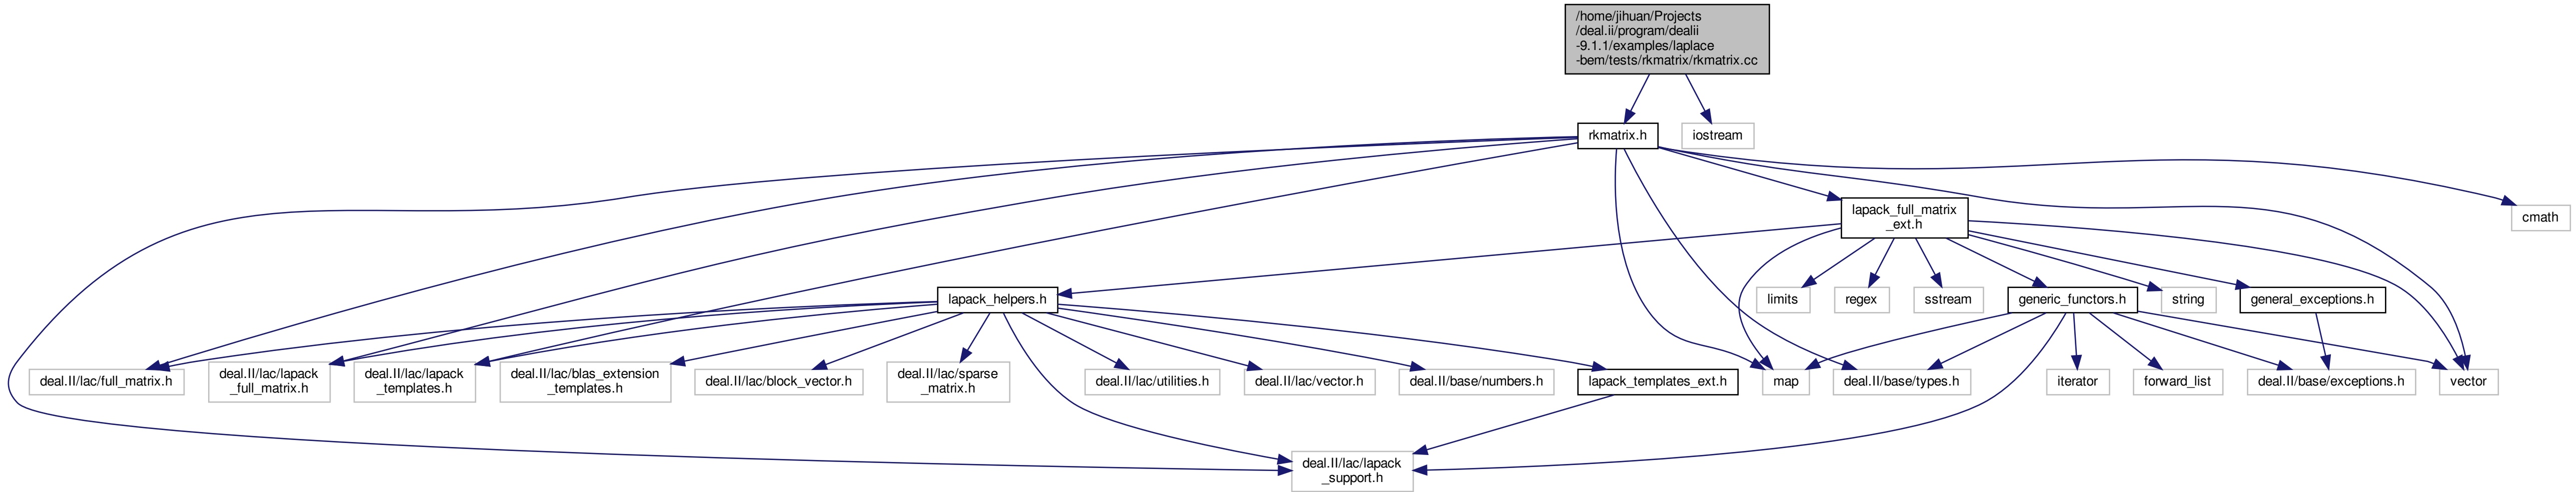 /home/jihuan/Projects
/deal.ii/program/dealii
-9.1.1/examples/laplace
-bem/tests/rkmatrix/rkmatrix.cc
rkmatrix.h
iostream
lapack_full_matrix
_ext.h
cmath
lapack_helpers.h
limits
regex
sstream
generic_functors.h
string
general_exceptions.h
deal.II/lac/full_matrix.h
deal.II/lac/lapack
_full_matrix.h
deal.II/lac/lapack
_templates.h
deal.II/lac/blas_extension
_templates.h
deal.II/lac/block_vector.h
deal.II/lac/sparse
_matrix.h
deal.II/lac/utilities.h
deal.II/lac/vector.h
deal.II/base/numbers.h
lapack_templates_ext.h
map
deal.II/base/types.h
iterator
forward_list
deal.II/base/exceptions.h
vector
deal.II/lac/lapack
_support.h